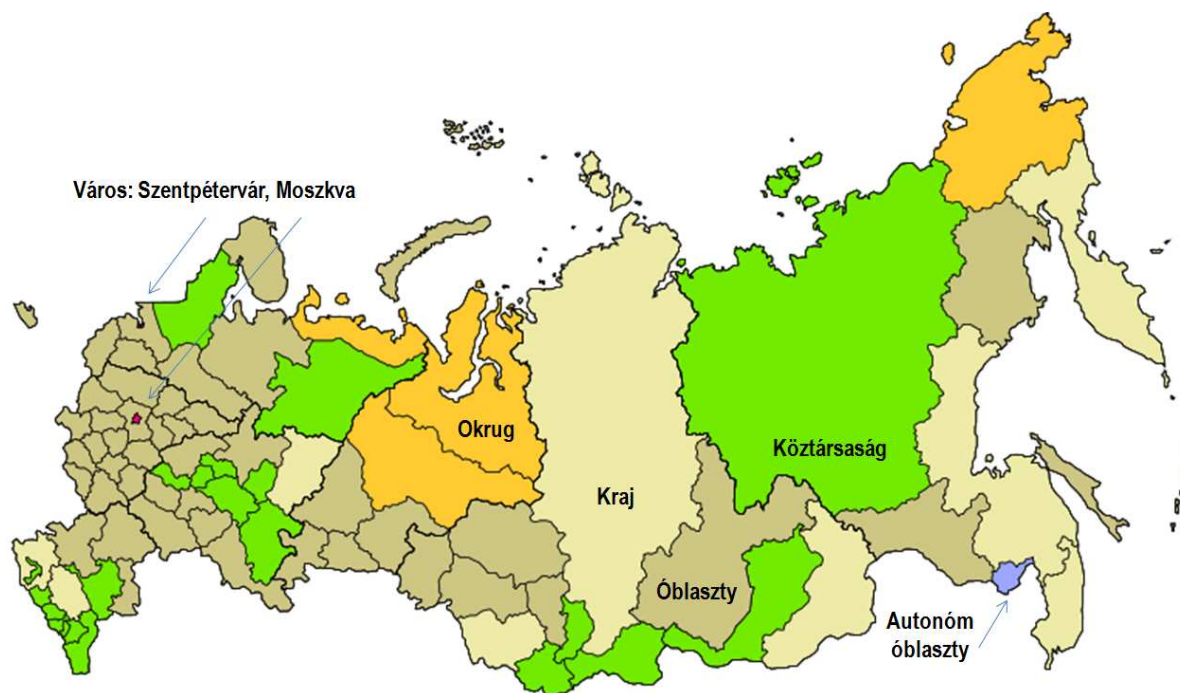 Város: Szentpétervár, Moszkva
Okrug
Köztársaság
Kraj
Óblaszty
Autonóm
óblaszty